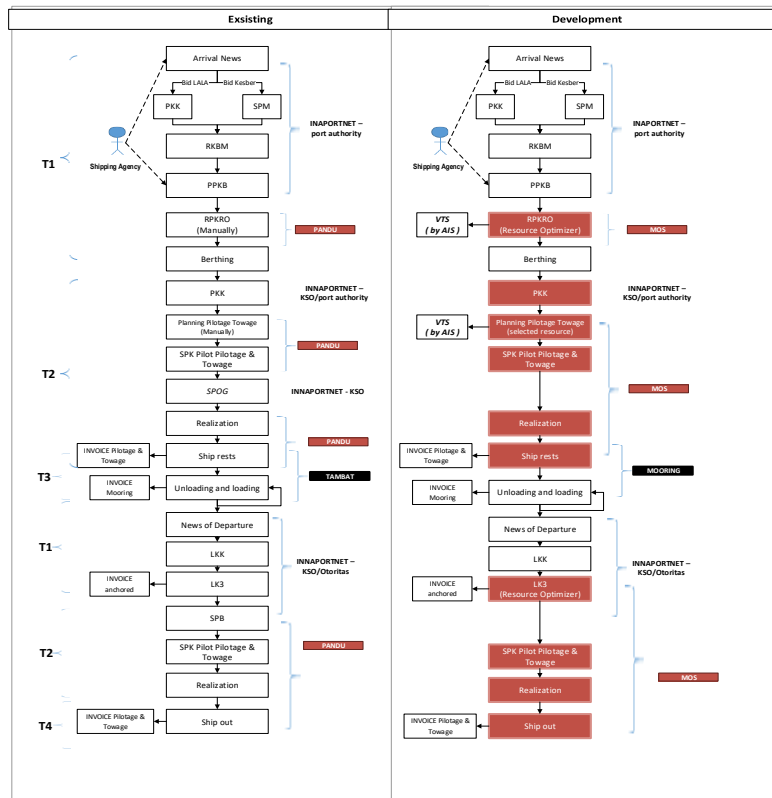 Exsisting
Arrival News
Bid LALA
Bid Kesber
PKK
SPM
INAPORTNET –
port authority
RKBM
Shipping Agency
T1
PPKB
RPKRO
(Manually)
PANDU
Berthing
PKK
INNAPORTNET –
KSO/port authority
Planning Pilotage Towage
(Manually)
PANDU
SPK Pilot Pilotage &
Towage
T2
SPOG
INNAPORTNET - KSO
Realization
PANDU
INVOICE Pilotage &
Towage
Ship rests
T3
TAMBAT
INVOICE
Mooring
Unloading and loading
News of Departure
T1
LKK
INNAPORTNET –
KSO/Otoritas
INVOICE
anchored
LK3
SPB
PANDU
T2
SPK Pilot Pilotage &
Towage
Realization
T4
INVOICE Pilotage &
Towage
Ship out
Development
Arrival News
Bid LALA
Bid Kesber
PKK
SPM
INAPORTNET –
port authority
RKBM
Shipping Agency
PPKB
VTS
( by AIS )
RPKRO
(Resource Optimizer)
MOS
Berthing
PKK
INNAPORTNET –
KSO/port authority
VTS
(by AIS )
Planning Pilotage Towage
(selected resource)
SPK Pilot Pilotage &
Towage
MOS
Realization
INVOICE Pilotage &
Towage
Ship rests
MOORING
INVOICE
Mooring
Unloading and loading
News of Departure
LKK
INNAPORTNET –
KSO/Otoritas
INVOICE
anchored
LK3
(Resource Optimizer)
SPK Pilot Pilotage &
Towage
MOS
Realization
INVOICE Pilotage &
Towage
Ship out